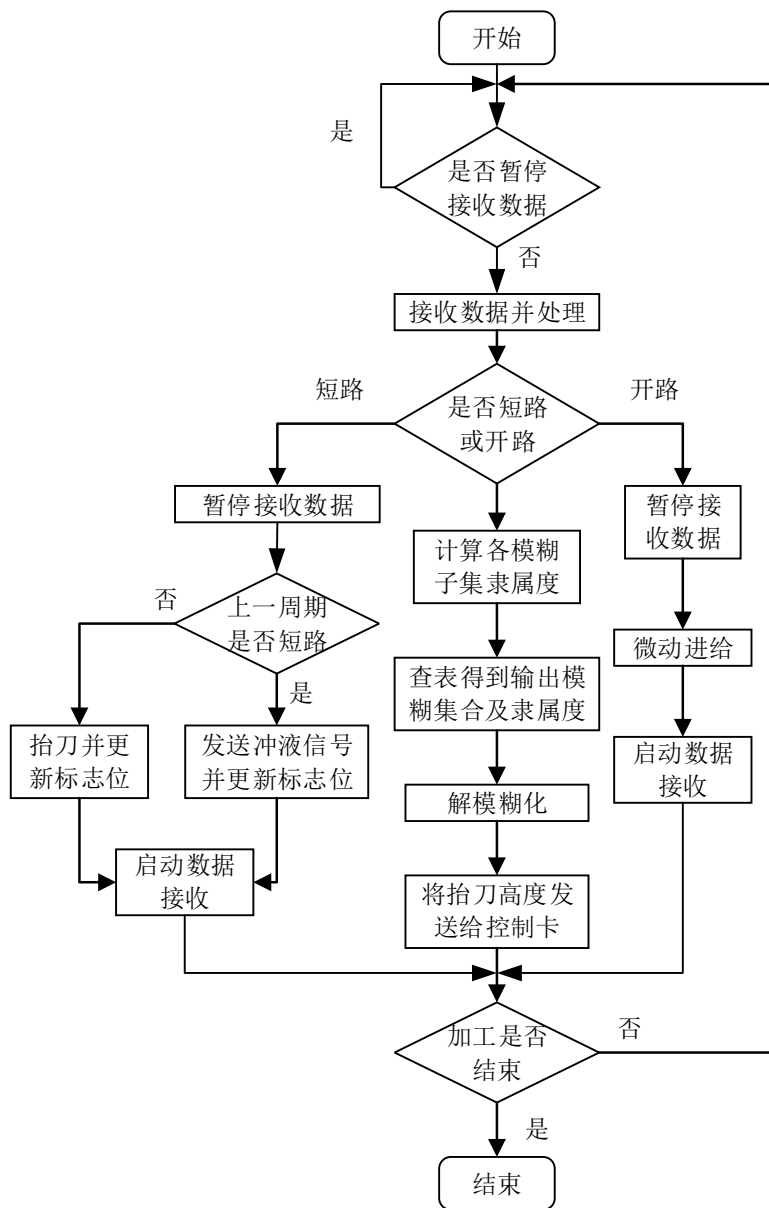 开始
是
是否暂停
接收数据
否
接收数据并处理
短路
是否短路
或开路
开路
暂停接收数据
计算各模糊
子集隶属度
暂停接
收数据
否
上一周期
是否短路
是
查表得到输出模
糊集合及隶属度
微动进给
抬刀并更
新标志位
发送冲液信号
并更新标志位
解模糊化
启动数据
接收
启动数据
接收
将抬刀高度发
送给控制卡
加工是否
结束
否
是
结束